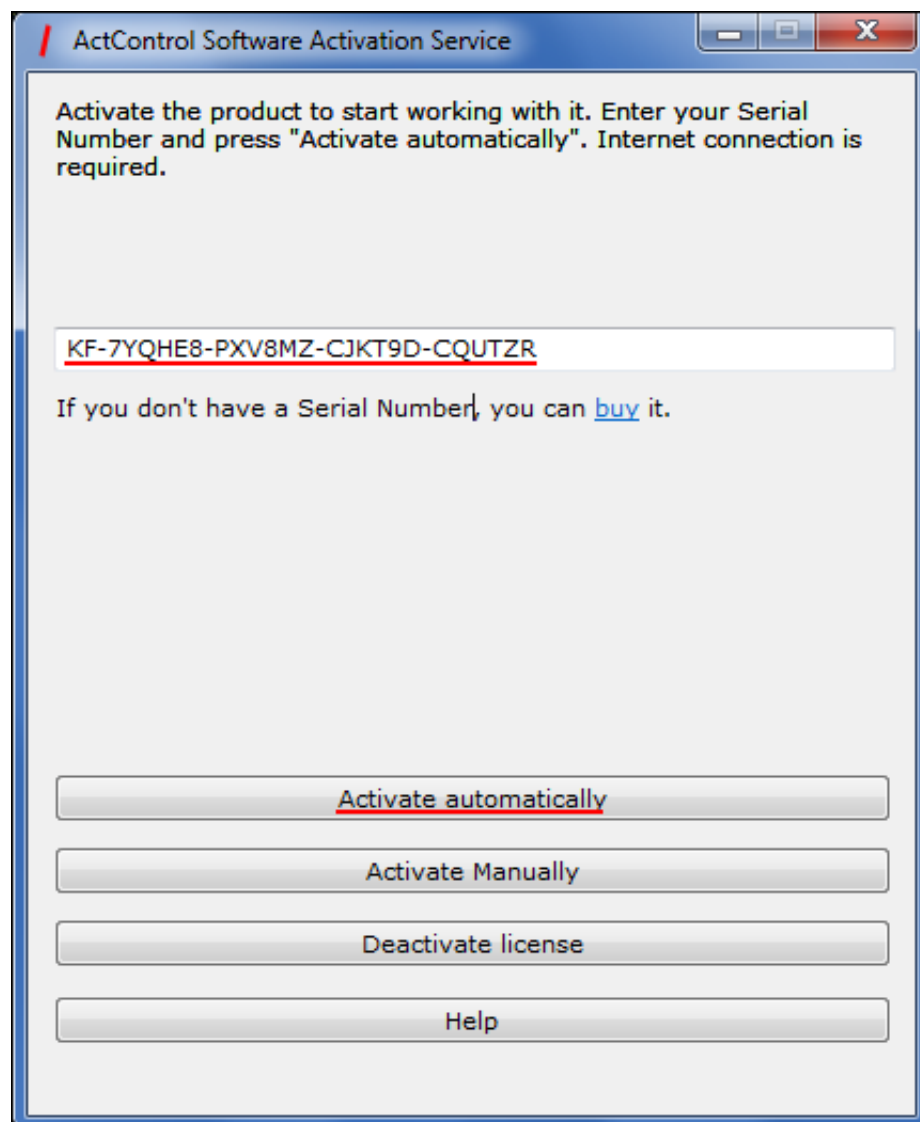 ActControl Software Activation Service
Activate the product to start working with it. Enter your Serial
Number and press "Activate automatically". Internet connection is
required.
KF-7YQHE8-PXV8MZ-CJKT9D-CQUTZR
If you don't have a Serial Number, you can buy it.
Activate automatically
Activate Manually
Deactivate license
Help